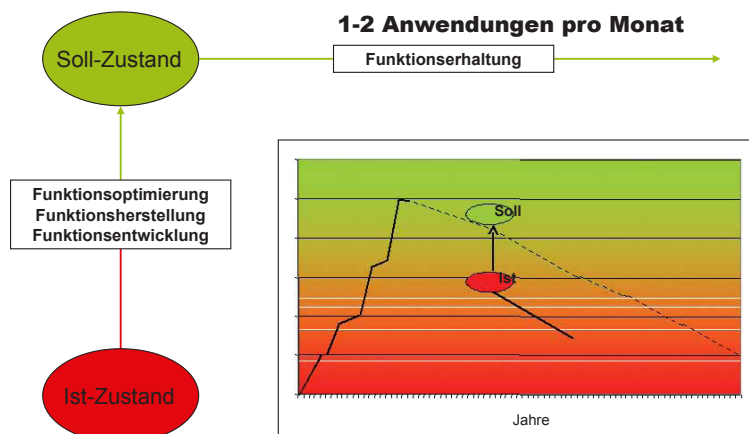 1-2 Anwendungen pro Monat
Soll-Zustand
Funktionserhaltung
Funktionsoptimierung
Funktionsherstellung
Funktionsentwicklung
Soll
Ist
Ist-Zustand
Jahre